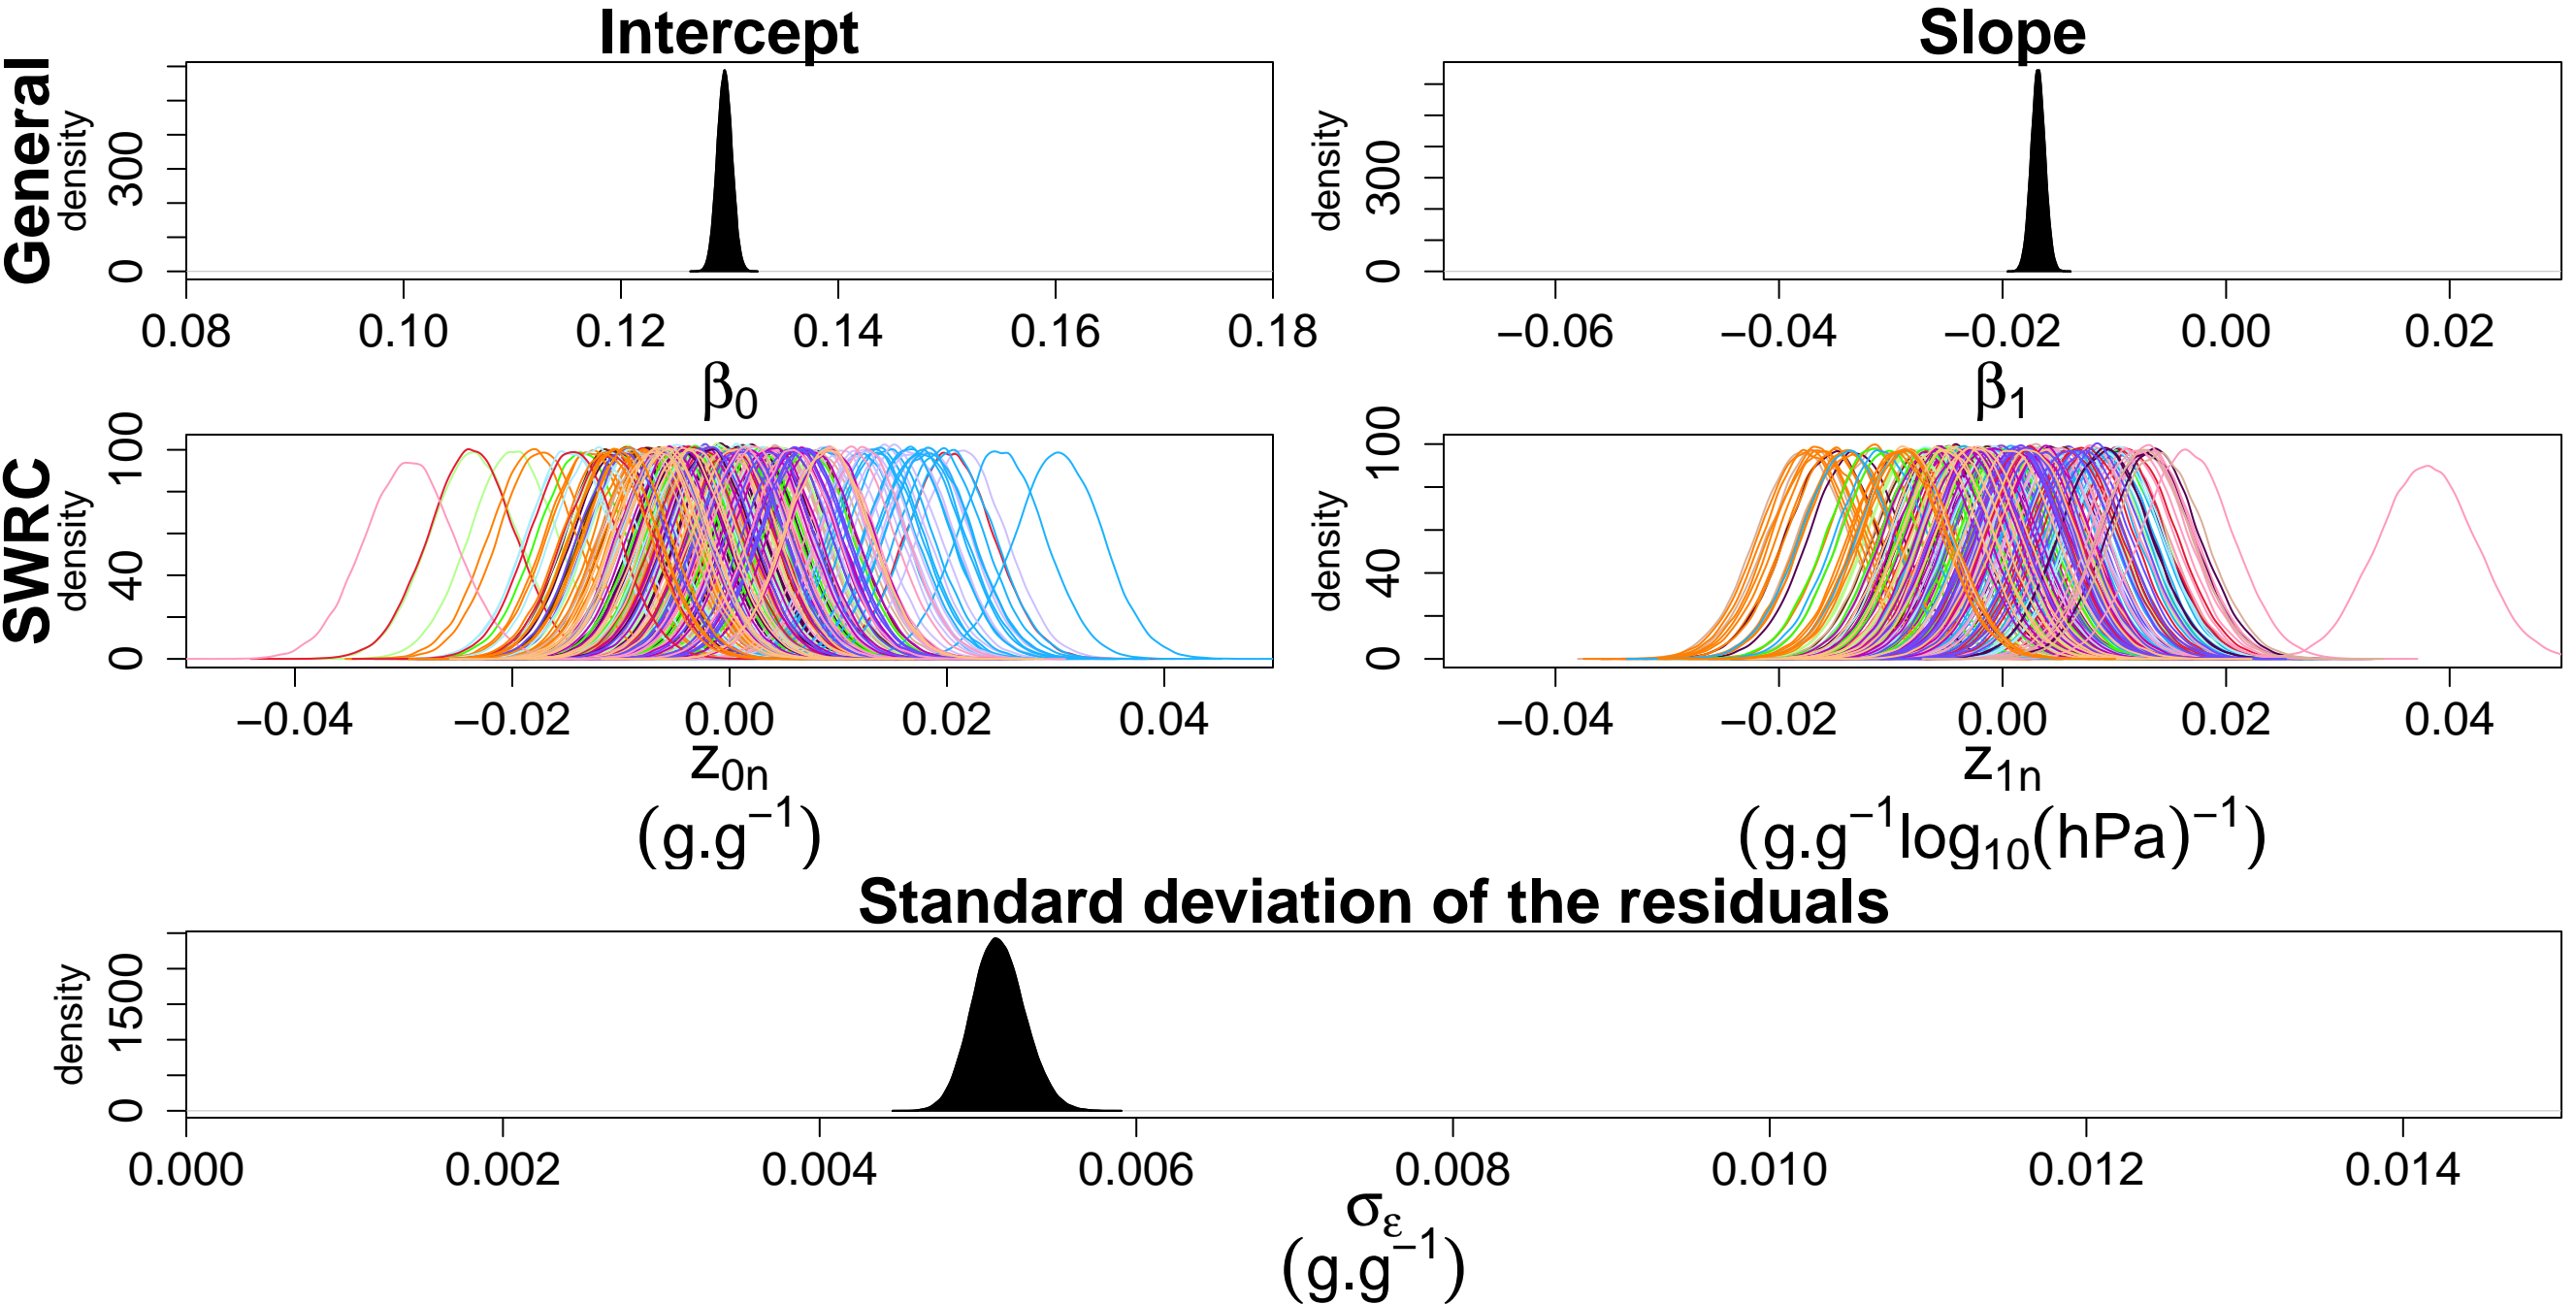 Intercept
Slope
General
density
0
300
density
0
300
0.08 0.10 0.12 0.14 0.16 0.18
−0.06 −0.04 −0.02 0.00 0.02
β0
β1
SWRC
density
0
40
100
density
0
40
100
−0.04 −0.02 0.00 0.02 0.04
−0.04 −0.02 0.00 0.02 0.04
z0n
z1n
(g.g−1)
(g.g−1log10(hPa)−1)
Standard deviation of the residuals
density
0
1500
0.000 0.002 0.004 0.006 0.008 0.010 0.012 0.014
σε
(g.g−1)